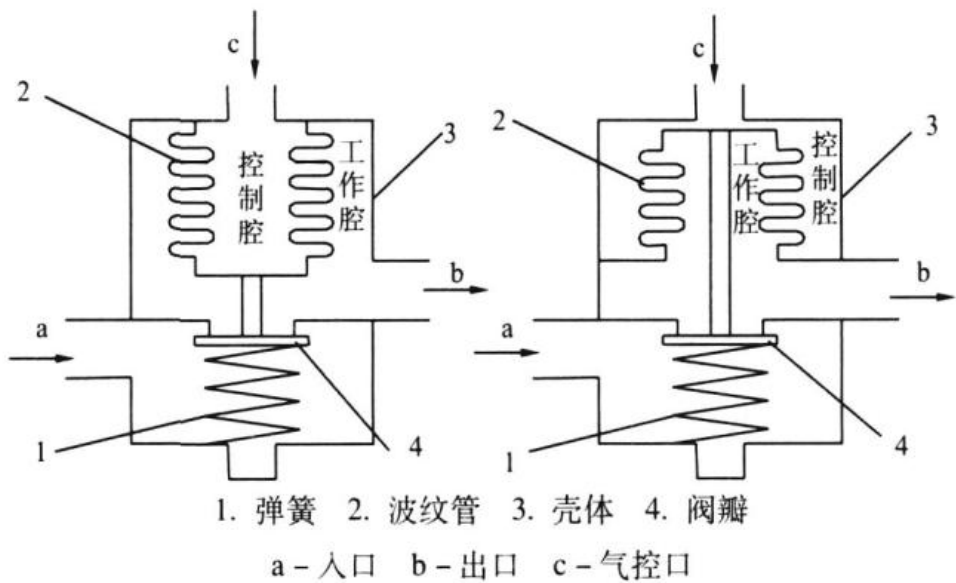 c
c
2
2
3
3
控制腔
工作腔
工作腔
控制腔
b
b
a
a
1
4
1
4
1. 弹簧 2. 波纹管 3. 壳体 4. 阀瓣
a – 入口 b – 出口 c – 气控口